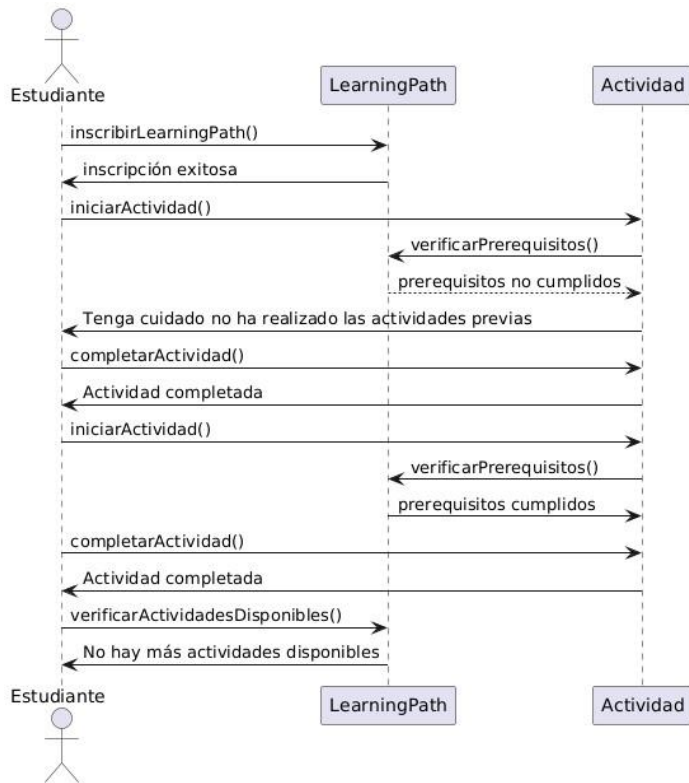 Estudiante
LearningPath
Actividad
inscribirLearningPath()
inscripción exitosa
iniciarActividad()
verificarPrerequisitos()
prerequisitos no cumplidos
Tenga cuidado no ha realizado las actividades previas
completarActividad()
Actividad completada
iniciarActividad()
verificarPrerequisitos()
prerequisitos cumplidos
completarActividad()
Actividad completada
verificarActividadesDisponibles()
No hay más actividades disponibles
Estudiante
LearningPath
Actividad